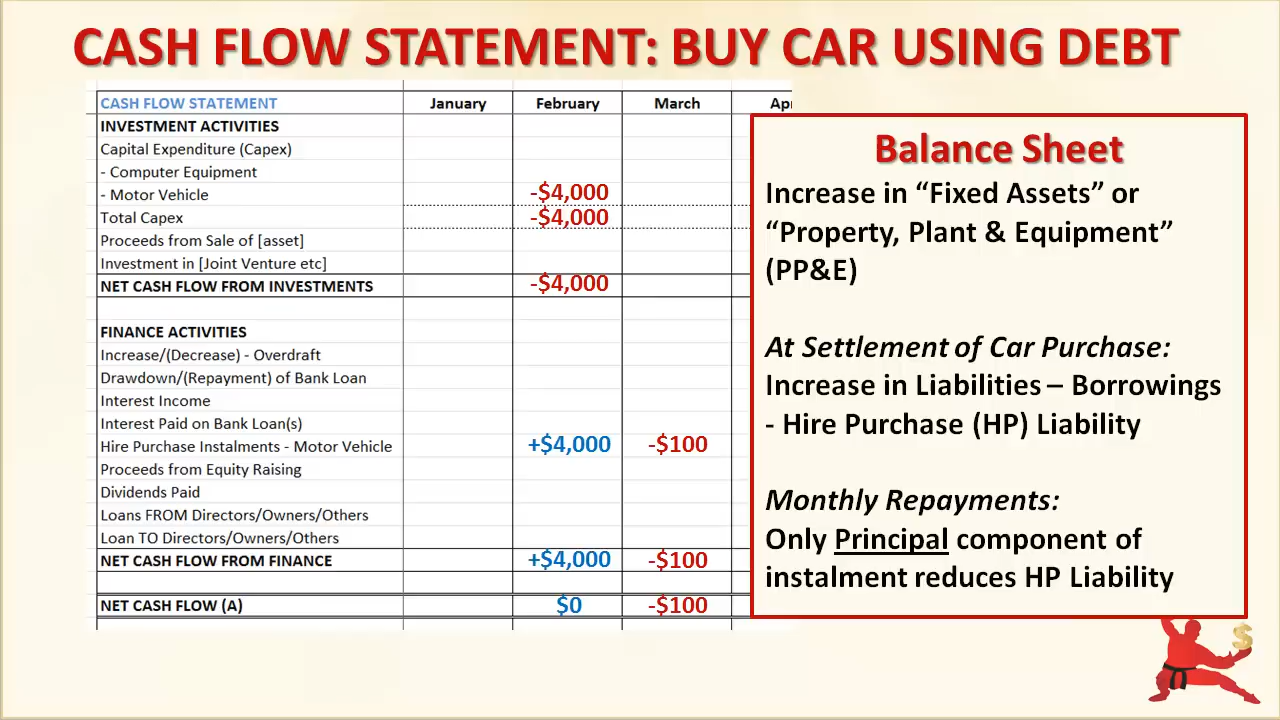 CASH FLOW STATEMENT: BUY CAR USING DEBT
CASH FLOW STATEMENT January February March Apr
INVESTMENT ACTIVITIES
Capital Expenditure (Capex)
- Computer Equipment
- Motor Vehicle -$4,000
Total Capex -$4,000
Proceeds from Sale of [asset]
Investment in [Joint Venture etc]
NET CASH FLOW FROM INVESTMENTS -$4,000
FINANCE ACTIVITIES
Increase/(Decrease) - Overdraft
Drawdown/(Repayment) of Bank Loan
Interest Income
Interest Paid on Bank Loan(s)
Hire Purchase Instalments - Motor Vehicle +$4,000 -$100
Proceeds from Equity Raising
Dividends Paid
Loans FROM Directors/Owners/Others
Loan TO Directors/Owners/Others
NET CASH FLOW FROM FINANCE +$4,000 -$100
NET CASH FLOW (A) $0 -$100
Balance Sheet
Increase in “Fixed Assets” or
“Property, Plant & Equipment”
(PP&E)
At Settlement of Car Purchase:
Increase in Liabilities – Borrowings
- Hire Purchase (HP) Liability
Monthly Repayments:
Only Principal component of
instalment reduces HP Liability
$